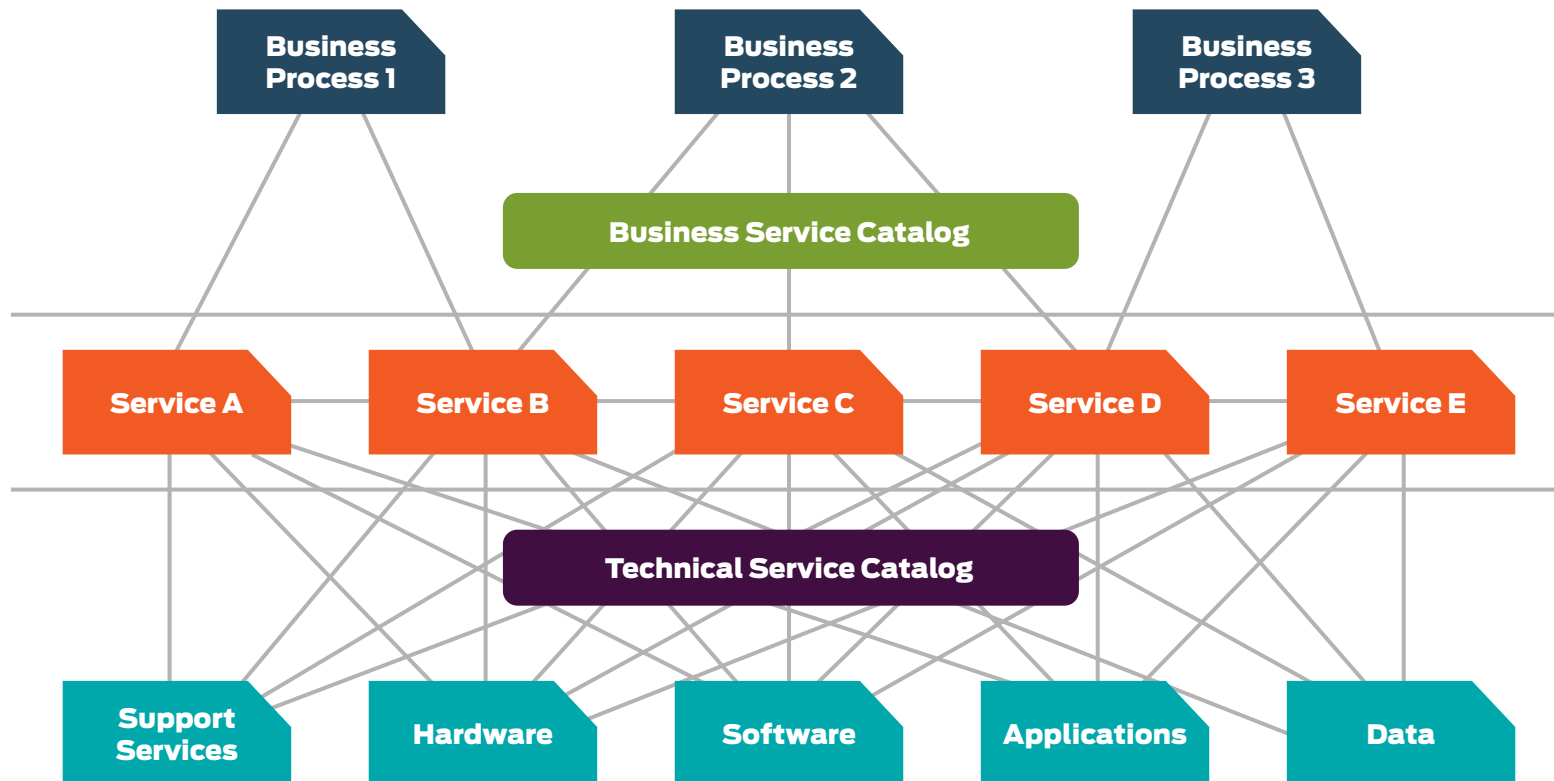 Business
Process 1
Business
Process 2
Business
Process 3
Business Service Catalog
Service A
Service B
Service C
Service D
Service E
Technical Service Catalog
Support
Services
Hardware
Software
Applications
Data